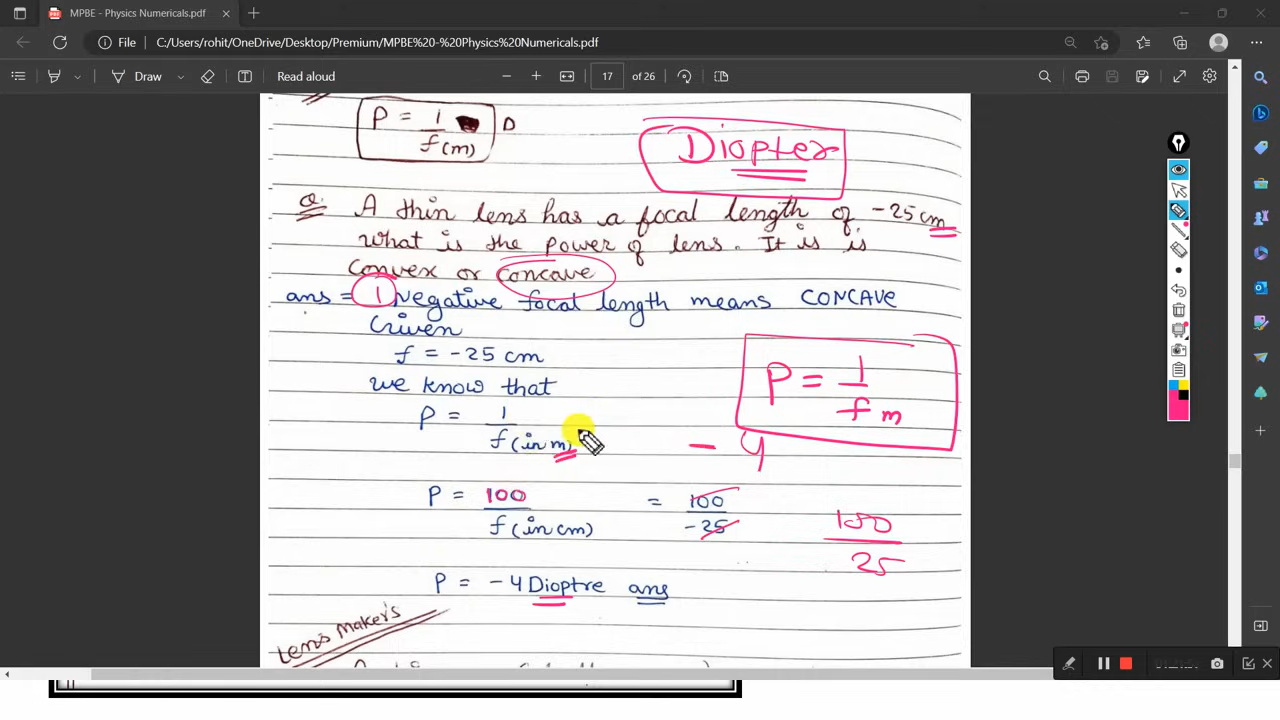 MPBE - Physics Numericals.pdf
File C:/Users/rohit/OneDrive/Desktop/Premium/MPBE%20-%20Physics%20Numericals.pdf
Draw Read aloud 17 of 26
P = 1
f(m) D
Diopter
Q. A thin lens has a focal length of -25cm
What is the power of lens. It is is
Convex or Concave
ans = 1 Negative focal length means CONCAVE
Given
f = -25 cm
we know that
P = 1
f(in m)
P = 1
f m
- 4
P = 100
f(in cm)
= 100
-25
100
25
P = -4 Dioptre ans
Lens Maker's